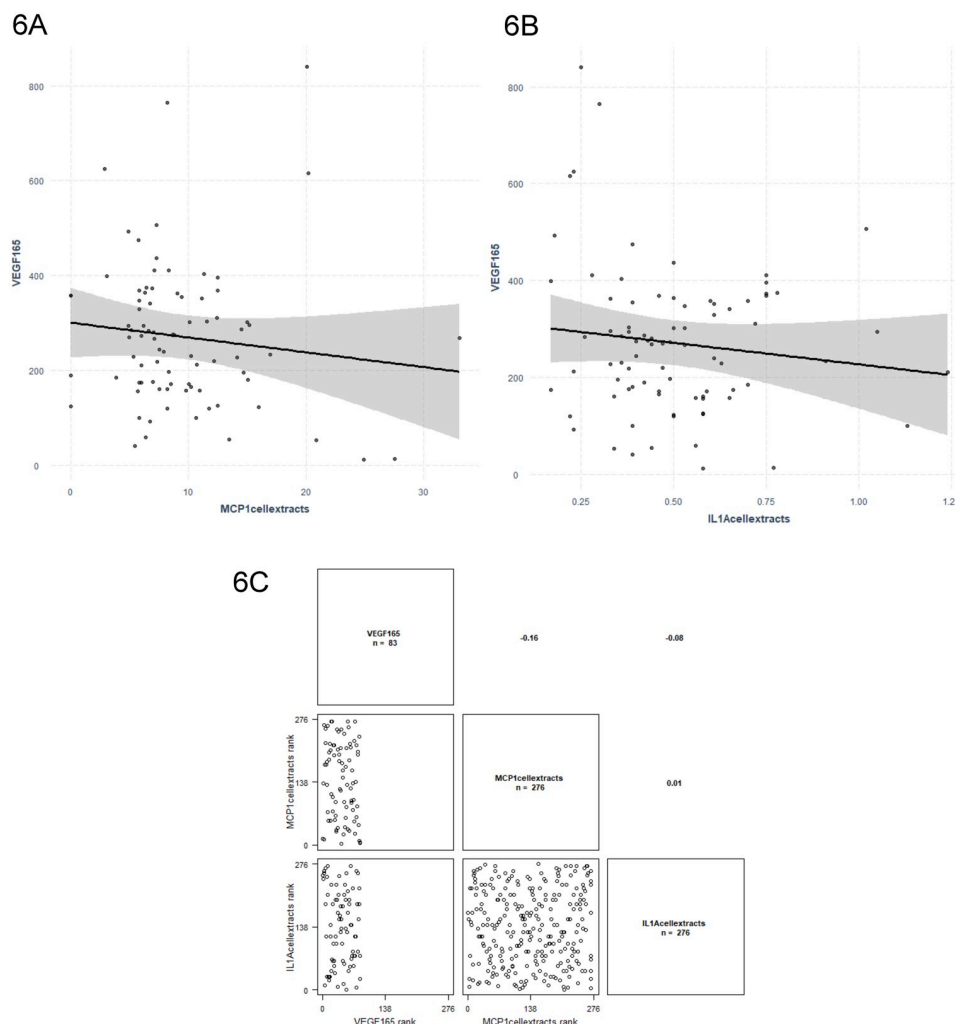 6A
6B
VEGF165
800
600
400
200
0
0
10
20
30
MCP1cellextracts
VEGF165
800
600
400
200
0
0.25
0.50
0.75
1.00
1.2
IL1Acellextracts
6C
VEGF165
n = 83
-0.16
-0.08
MCP1cellextracts rank
276
138
0
MCP1cellextracts
n = 276
0.01
IL1Acellextracts rank
276
138
0
IL1Acellextracts
n = 276
0
138
276
VEGF165 rank
0
138
276
MCP1cellextracts rank